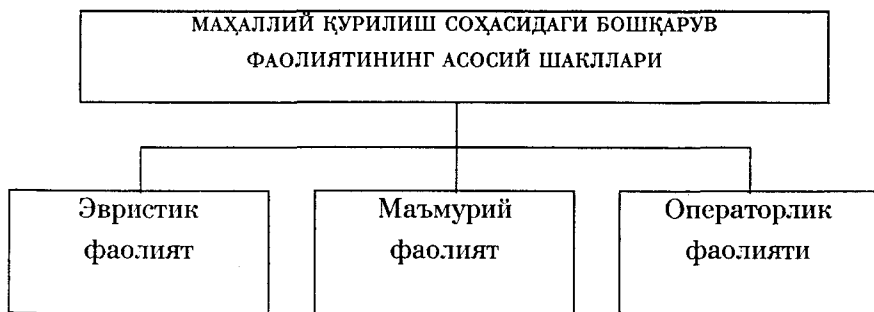 МАҲАЛЛИЙ ҚУРИЛИШ СОҲАСИДАГИ БОШҚАРУВ
ФАОЛИЯТИНИНГ АСОСИЙ ШАКЛЛАРИ
Эвристик
фаолият
Маъмурий
фаолият
Операторлик
фаолияти